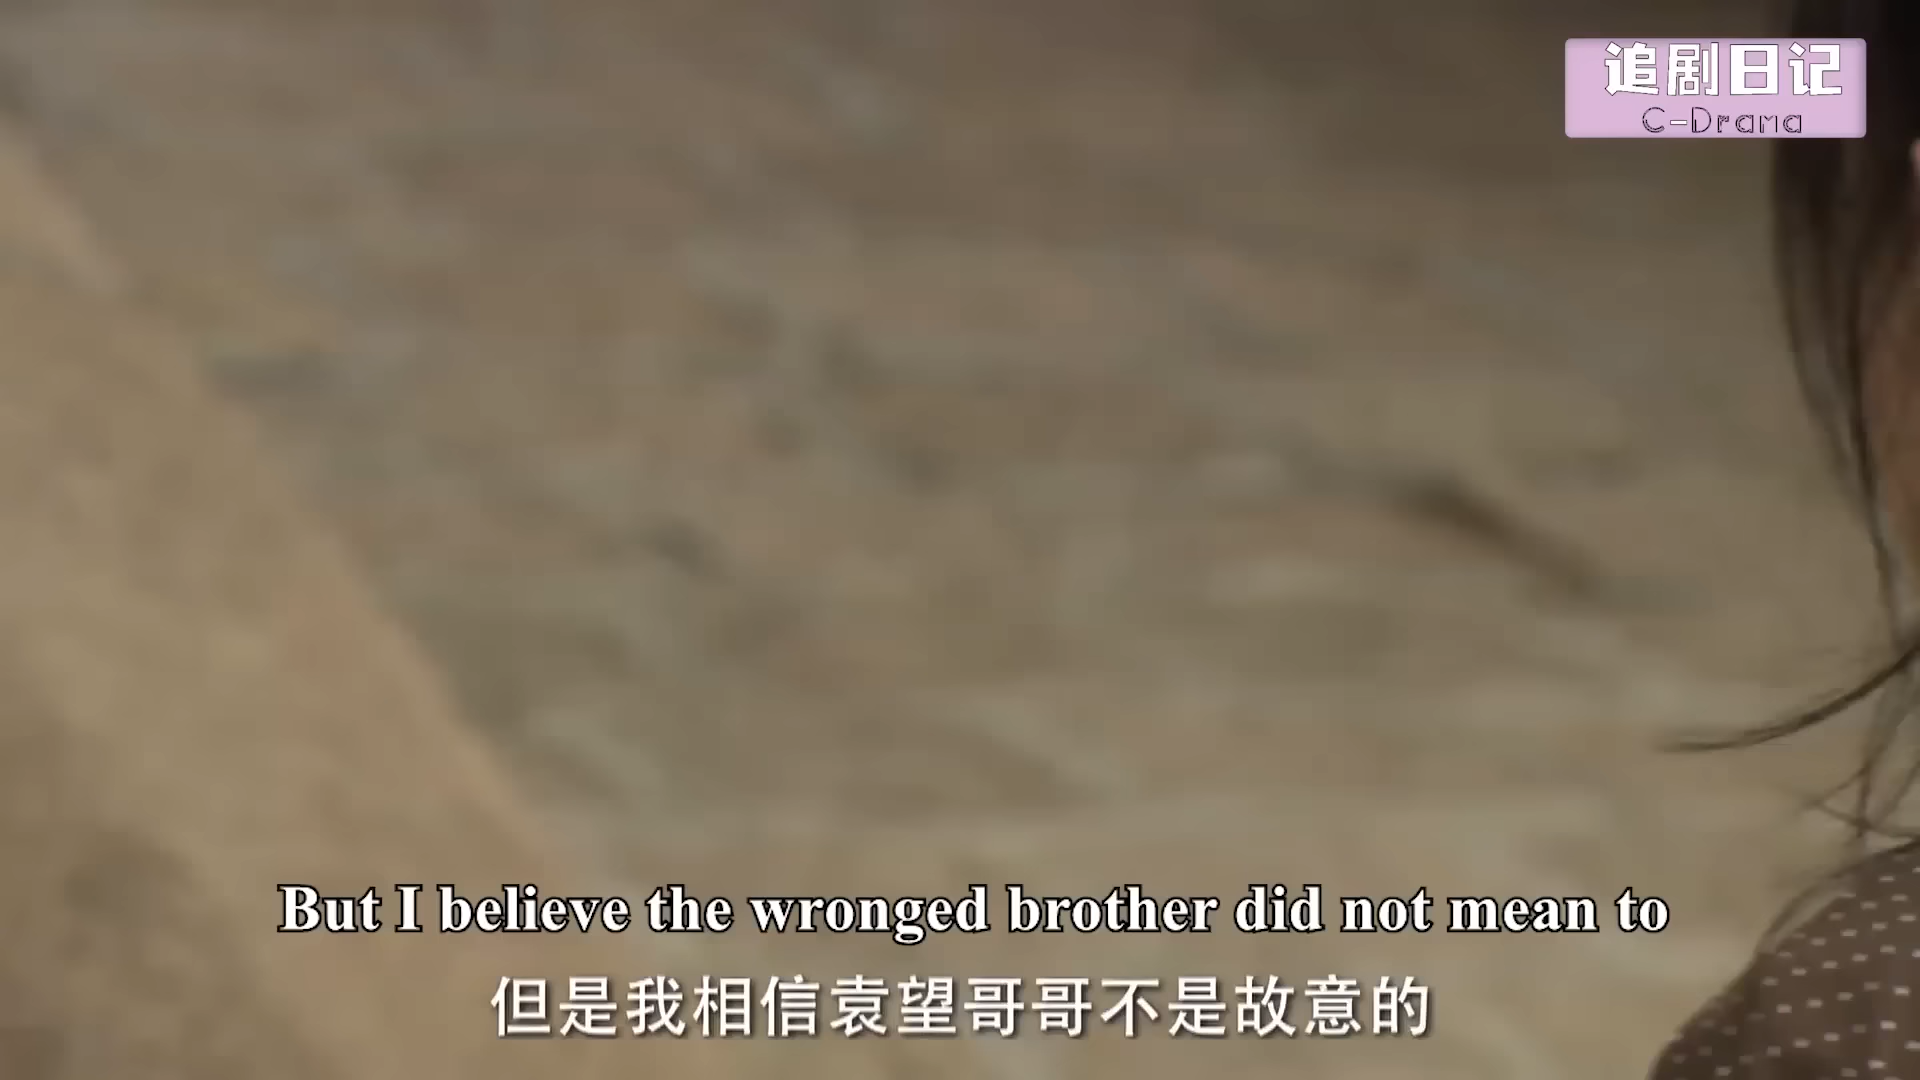 追剧日记
C-Drama
But I believe the wronged brother did not mean to
但是我相信袁望哥哥不是故意的